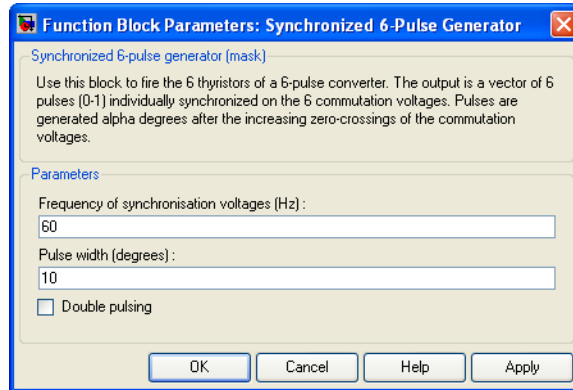 Function Block Parameters: Synchronized 6-Pulse Generator
Synchronized 6-pulse generator (mask)
Use this block to fire the 6 thyristors of a 6-pulse converter. The output is a vector of 6
pulses (0-1) individually synchronized on the 6 commutation voltages. Pulses are
generated alpha degrees after the increasing zero-crossings of the commutation
voltages.
Parameters
Frequency of synchronisation voltages (Hz) :
60
Pulse width (degrees) :
10
Double pulsing
OK Cancel Help Apply